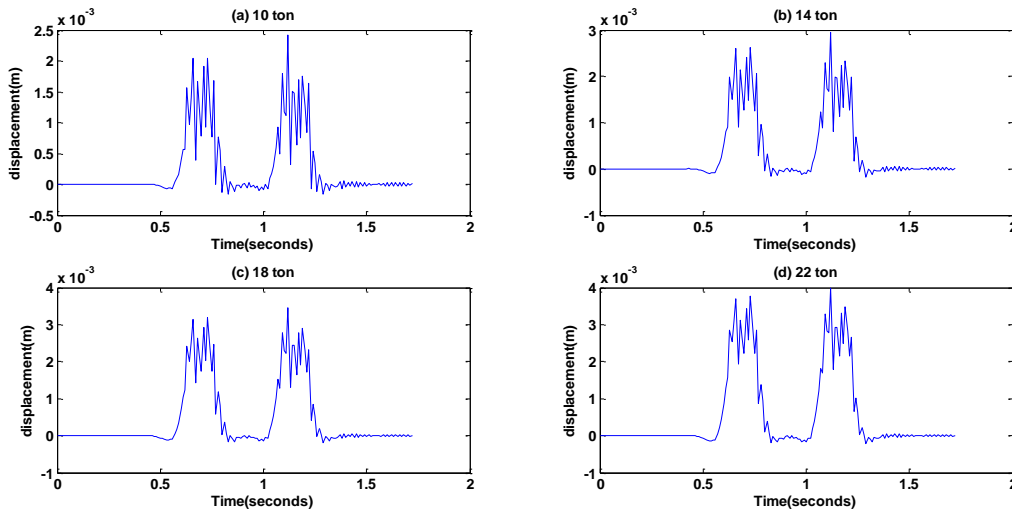 (a) 10 ton
x 10^-3
2.5
2
1.5
1
0.5
0
-0.5
displacement(m)
0 0.5 1 1.5 2
Time(seconds)
(b) 14 ton
x 10^-3
3
2
1
0
-1
displacement(m)
0 0.5 1 1.5 2
Time(seconds)
(c) 18 ton
x 10^-3
4
3
2
1
0
-1
displacement(m)
0 0.5 1 1.5 2
Time(seconds)
(d) 22 ton
x 10^-3
4
3
2
1
0
-1
displacement(m)
0 0.5 1 1.5 2
Time(seconds)